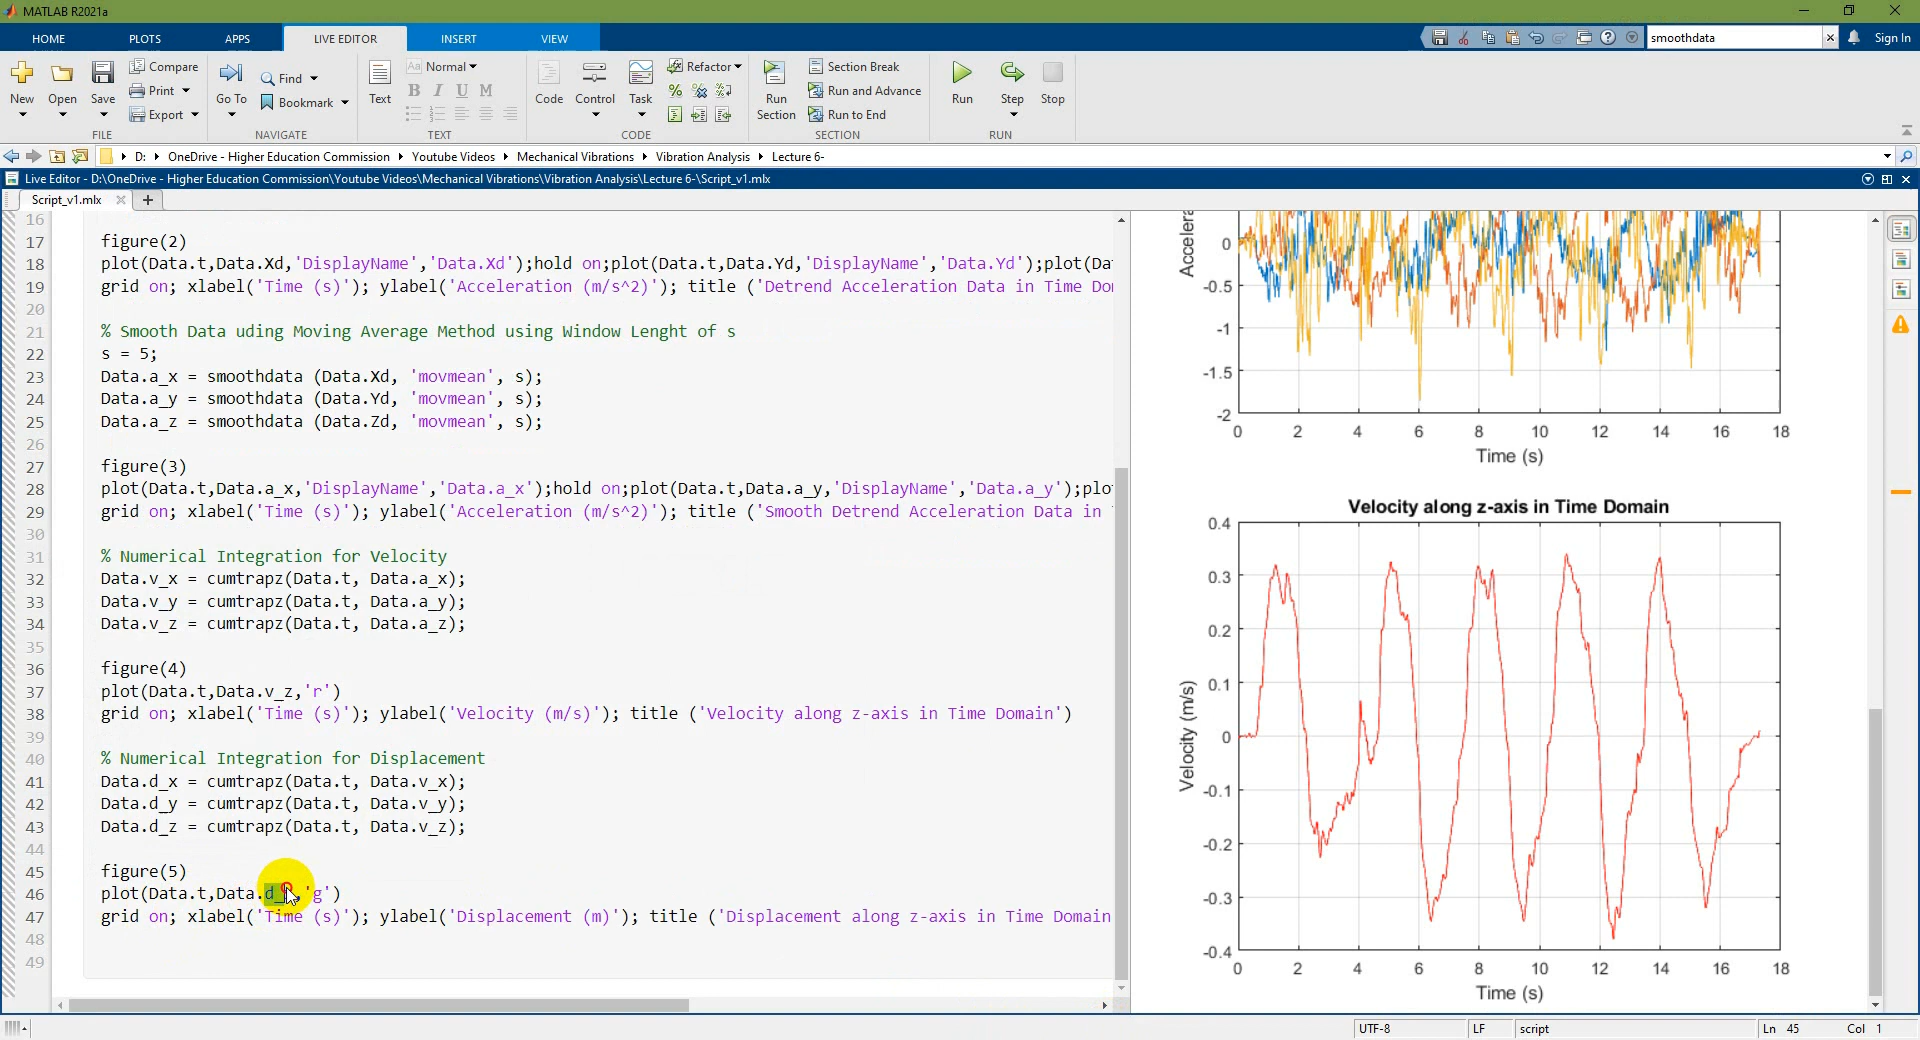 MATLAB R2021a
HOME PLOTS APPS LIVE EDITOR INSERT VIEW
smoothdata
Sign In
New
Open
Save
Compare
Print
Export
FILE
Go To
Find
Bookmark
NAVIGATE
Text
Aa Normal
B I U M
TEXT
Code
Control
Task
Refactor
CODE
Run
Section
Section Break
Run and Advance
Run to End
SECTION
Run
Step
Stop
RUN
D: OneDrive - Higher Education Commission Youtube Videos Mechanical Vibrations Vibration Analysis Lecture 6-
Live Editor - D:\OneDrive - Higher Education Commission\Youtube Videos\Mechanical Vibrations\Vibration Analysis\Lecture 6-\Script_v1.mlx
Script_v1.mlx
16
17 figure(2)
18 plot(Data.t,Data.Xd,'DisplayName','Data.Xd');hold on;plot(Data.t,Data.Yd,'DisplayName','Data.Yd');plot(Da
19 grid on; xlabel('Time (s)'); ylabel('Acceleration (m/s^2)'); title ('Detrend Acceleration Data in Time Do
20
21 % Smooth Data uding Moving Average Method using Window Lenght of s
22 s = 5;
23 Data.a_x = smoothdata (Data.Xd, 'movmean', s);
24 Data.a_y = smoothdata (Data.Yd, 'movmean', s);
25 Data.a_z = smoothdata (Data.Zd, 'movmean', s);
26
27 figure(3)
28 plot(Data.t,Data.a_x,'DisplayName','Data.a_x');hold on;plot(Data.t,Data.a_y,'DisplayName','Data.a_y');plo
29 grid on; xlabel('Time (s)'); ylabel('Acceleration (m/s^2)'); title ('Smooth Detrend Acceleration Data in
30
31 % Numerical Integration for Velocity
32 Data.v_x = cumtrapz(Data.t, Data.a_x);
33 Data.v_y = cumtrapz(Data.t, Data.a_y);
34 Data.v_z = cumtrapz(Data.t, Data.a_z);
35
36 figure(4)
37 plot(Data.t,Data.v_z,'r')
38 grid on; xlabel('Time (s)'); ylabel('Velocity (m/s)'); title ('Velocity along z-axis in Time Domain')
39
40 % Numerical Integration for Displacement
41 Data.d_x = cumtrapz(Data.t, Data.v_x);
42 Data.d_y = cumtrapz(Data.t, Data.v_y);
43 Data.d_z = cumtrapz(Data.t, Data.v_z);
44
45 figure(5)
46 plot(Data.t,Data.d_ ,'g')
47 grid on; xlabel('Time (s)'); ylabel('Displacement (m)'); title ('Displacement along z-axis in Time Domain
48
49
Accelera
0
-0.5
-1
-1.5
-2
0 2 4 6 8 10 12 14 16 18
Time (s)
Velocity along z-axis in Time Domain
Velocity (m/s)
0.4
0.3
0.2
0.1
0
-0.1
-0.2
-0.3
-0.4
0 2 4 6 8 10 12 14 16 18
Time (s)
UTF-8 LF script Ln 45 Col 1